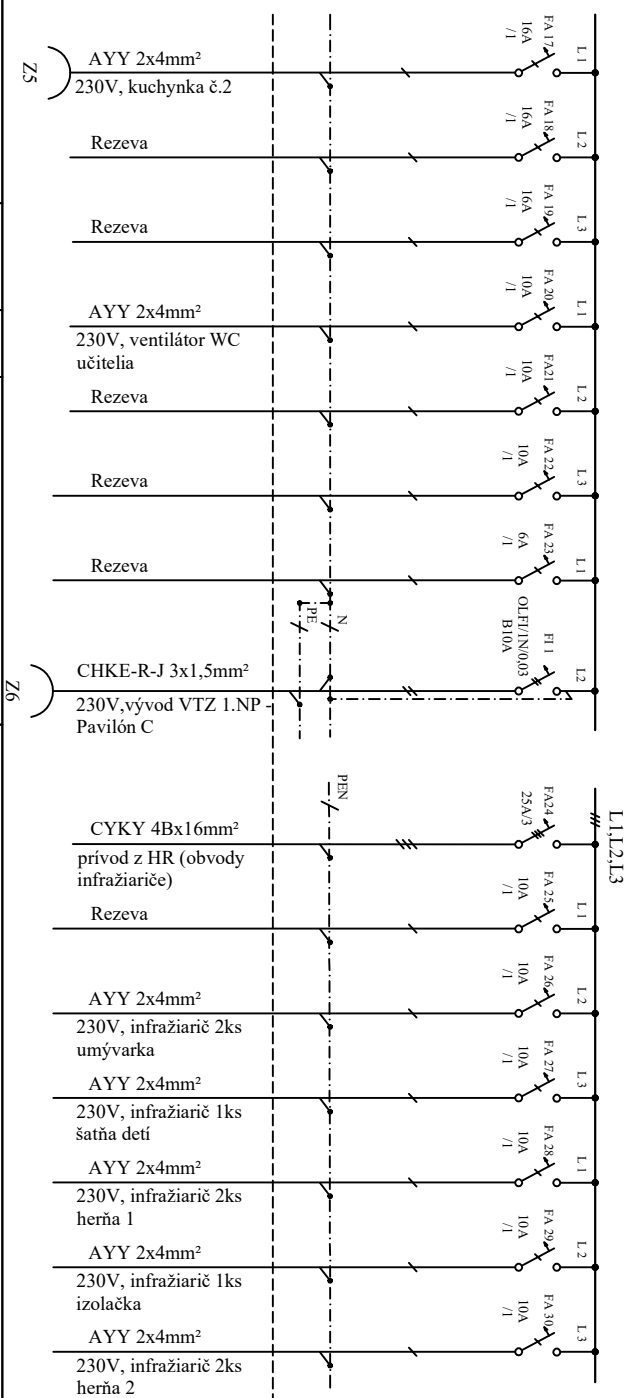 L1
FA 17
16A
/1
AYY 2x4mm²
230V, kuchynka č.2
Z5
L2
FA 18
16A
/1
Rezeva
L3
FA 19
16A
/1
Rezeva
L1
FA 20
10A
/1
AYY 2x4mm²
230V, ventilátor WC
učitelia
L2
FA21
10A
/1
Rezeva
L3
FA 22
10A
/1
Rezeva
L1
FA 23
6A
/1
Rezeva
N
PE
L2
FI 1
OLFI/1N/0,03
B10A
CHKE-R-J 3x1,5mm²
230V,vývod VTZ 1.NP -
Pavilón C
Z6
L1,L2,L3
PEN
FA24
25A/3
CYKY 4Bx16mm²
prívod z HR (obvody
infražiariče)
L1
FA 25
10A
/1
Rezeva
L2
FA 26
10A
/1
AYY 2x4mm²
230V, infražiarič 2ks
umývarka
L3
FA 27
10A
/1
AYY 2x4mm²
230V, infražiarič 1ks
šatňa detí
L1
FA 28
10A
/1
AYY 2x4mm²
230V, infražiarič 2ks
herňa 1
L2
FA 29
10A
/1
AYY 2x4mm²
230V, infražiarič 1ks
izolačka
L3
FA 30
10A
/1
AYY 2x4mm²
230V, infražiarič 2ks
herňa 2